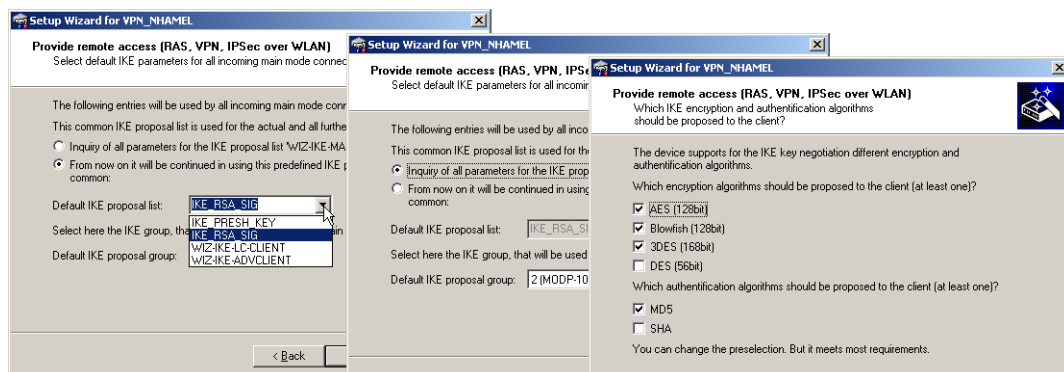 Setup Wizard for VPN_NHAMEL
Provide remote access (RAS, VPN, IPSec over WLAN)
Select default IKE parameters for all incoming main mode connec
The following entries will be used by all incoming main mode conn
This common IKE proposal list is used for the actual and all furthe
Inquiry of all parameters for the IKE proposal list 'WIZ-IKE-MA
From now on it will be continued in using this predefined IKE p
common:
Default IKE proposal list: IKE_RSA_SIG
IKE_PRESH_KEY
IKE_RSA_SIG
WIZ-IKE-LC-CLIENT
WIZ-IKE-ADVCLIENT
Select here the IKE group, tha
ain
Default IKE proposal group:
< Back
Setup Wizard for VPN_NHAMEL
Provide remote access (RAS, VPN, IPSe
Select default IKE parameters for all incomin
The following entries will be used by all inco
This common IKE proposal list is used for the
Inquiry of all parameters for the IKE prop
From now on it will be continued in using
common:
Default IKE proposal list: IKE_RSA_SI
Select here the IKE group, that will be used
Default IKE proposal group: 2 (MODP-10
Setup Wizard for VPN_NHAMEL
Provide remote access (RAS, VPN, IPSec over WLAN)
Which IKE encryption and authentification algorithms
should be proposed to the client?
The device supports for the IKE key negotiation different encryption and
authentification algorithms.
Which encryption algorithms should be proposed to the client (at least one)?
AES (128bit)
Blowfish (128bit)
3DES (168bit)
DES (56bit)
Which authentification algorithms should be proposed to the client (at least one)?
MD5
SHA
You can change the preselection. But it meets most requirements.